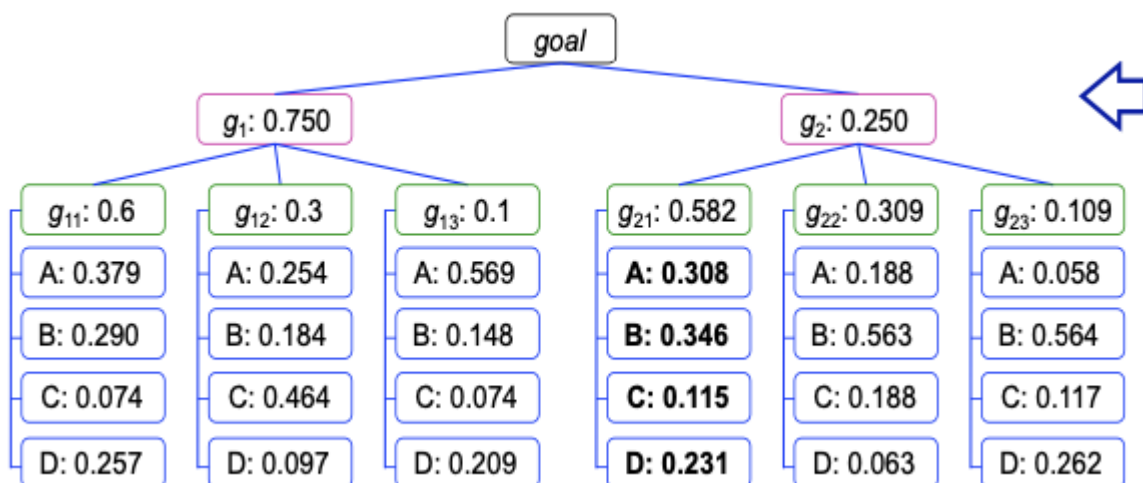 goal
g₁: 0.750 g₂: 0.250
g₁₁: 0.6 g₁₂: 0.3 g₁₃: 0.1 g₂₁: 0.582 g₂₂: 0.309 g₂₃: 0.109
A: 0.379 A: 0.254 A: 0.569 A: 0.308 A: 0.188 A: 0.058
B: 0.290 B: 0.184 B: 0.148 B: 0.346 B: 0.563 B: 0.564
C: 0.074 C: 0.464 C: 0.074 C: 0.115 C: 0.188 C: 0.117
D: 0.257 D: 0.097 D: 0.209 D: 0.231 D: 0.063 D: 0.262